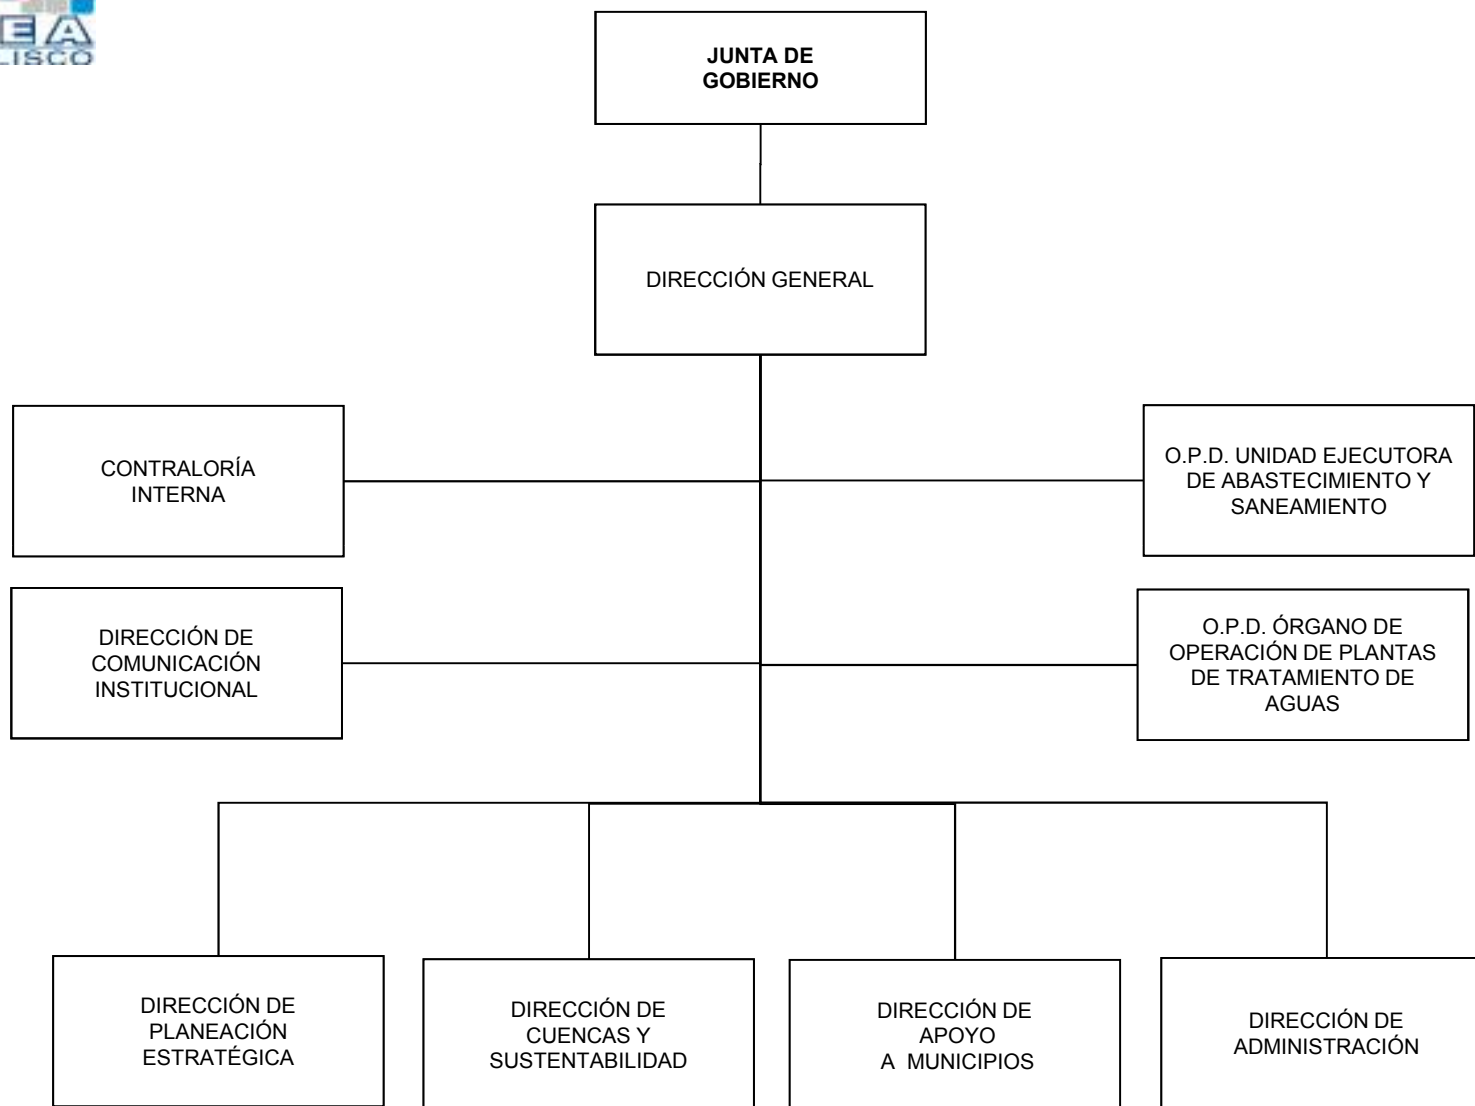 EA
LISCO
JUNTA DE
GOBIERNO
DIRECCIÓN GENERAL
CONTRALORÍA
INTERNA
O.P.D. UNIDAD EJECUTORA
DE ABASTECIMIENTO Y
SANEAMIENTO
DIRECCIÓN DE
COMUNICACIÓN
INSTITUCIONAL
O.P.D. ÓRGANO DE
OPERACIÓN DE PLANTAS
DE TRATAMIENTO DE
AGUAS
DIRECCIÓN DE
PLANEACIÓN
ESTRATÉGICA
DIRECCIÓN DE
CUENCAS Y
SUSTENTABILIDAD
DIRECCIÓN DE
APOYO
A  MUNICIPIOS
DIRECCIÓN DE
ADMINISTRACIÓN